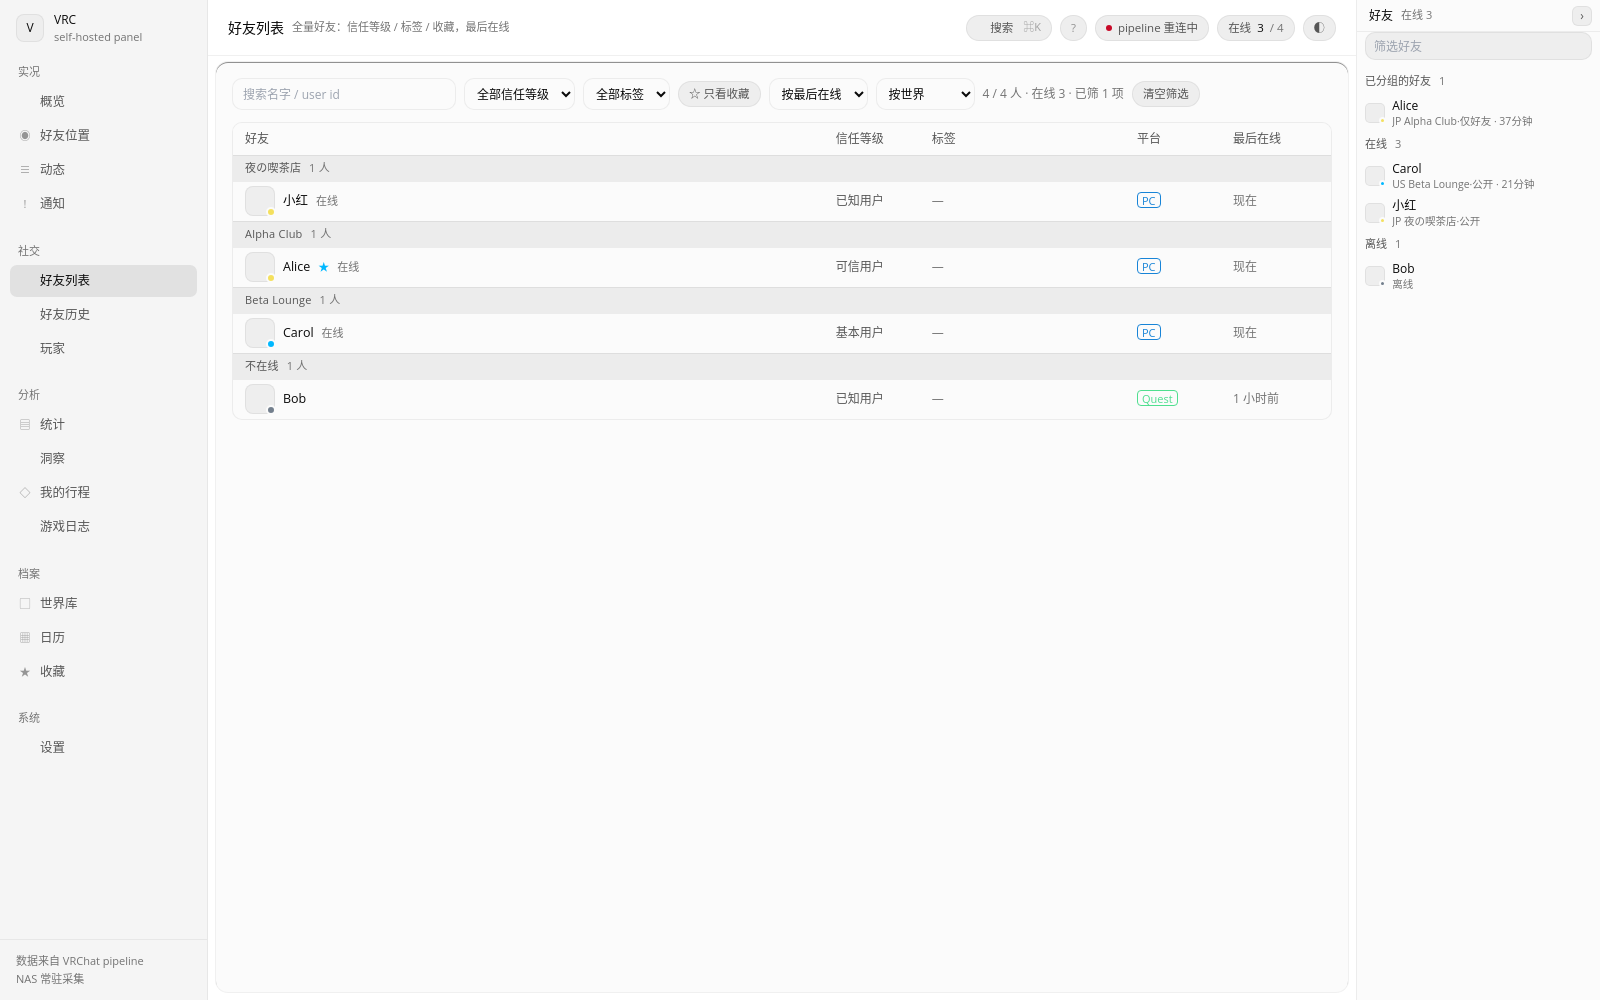 V
VRC
self-hosted panel
实况
概览
◉ 好友位置
☰ 动态
! 通知
社交
好友列表
好友历史
玩家
分析
▤ 统计
洞察
◇ 我的行程
游戏日志
档案
□ 世界库
▦ 日历
★ 收藏
系统
设置
数据来自 VRChat pipeline
NAS 常驻采集
好友列表 全量好友：信任等级 / 标签 / 收藏，最后在线
搜索 ⌘K
?
pipeline 重连中
在线 3 / 4
◐
搜索名字 / user id
全部信任等级
全部标签
☆ 只看收藏
按最后在线
按世界
4 / 4 人 · 在线 3 · 已筛 1 项
清空筛选
好友 信任等级 标签 平台 最后在线
夜の喫茶店 1 人
小红 在线 已知用户 — PC 现在
Alpha Club 1 人
Alice ★ 在线 可信用户 — PC 现在
Beta Lounge 1 人
Carol 在线 基本用户 — PC 现在
不在线 1 人
Bob 已知用户 — Quest 1 小时前
好友 在线 3
›
筛选好友
已分组的好友 1
Alice
JP Alpha Club·仅好友 · 37分钟
在线 3
Carol
US Beta Lounge·公开 · 21分钟
小红
JP 夜の喫茶店·公开
离线 1
Bob
离线